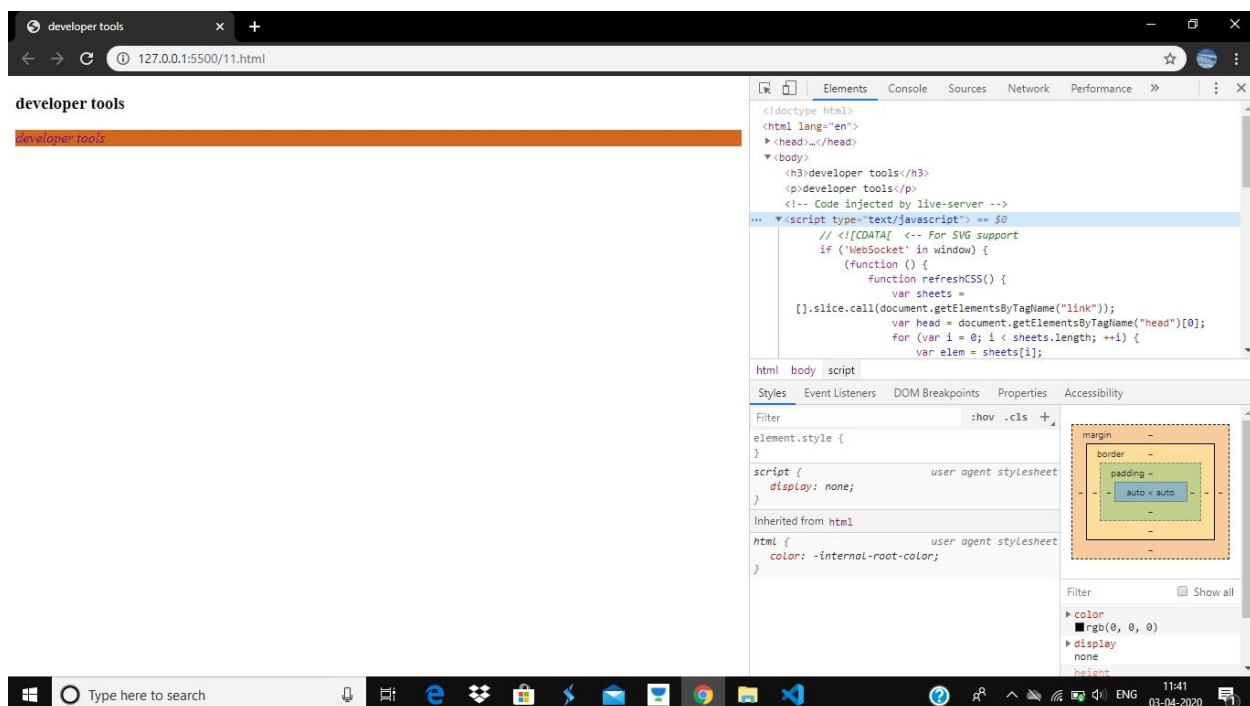 developer tools
127.0.0.1:5500/11.html
developer tools
developer tools
Elements Console Sources Network Performance »
<!doctype html>
<html lang="en">
<head>…</head>
<body>
<h3>developer tools</h3>
<p>developer tools</p>
<!-- Code injected by live-server -->
<script type="text/javascript"> == $0
// <![CDATA[ <-- For SVG support
if ('WebSocket' in window) {
(function () {
function refreshCSS() {
var sheets =
[].slice.call(document.getElementsByTagName("link"));
var head = document.getElementsByTagName("head")[0];
for (var i = 0; i < sheets.length; ++i) {
var elem = sheets[i];
html body script
Styles Event Listeners DOM Breakpoints Properties Accessibility
Filter :hov .cls +
element.style {
}
script { user agent stylesheet
display: none;
}
Inherited from html
html { user agent stylesheet
color: -internal-root-color;
}
margin –
border –
padding –
– – – auto × auto – – –
–
–
–
Filter Show all
color
rgb(0, 0, 0)
display
none
height
Type here to search
ENG
11:41
03-04-2020